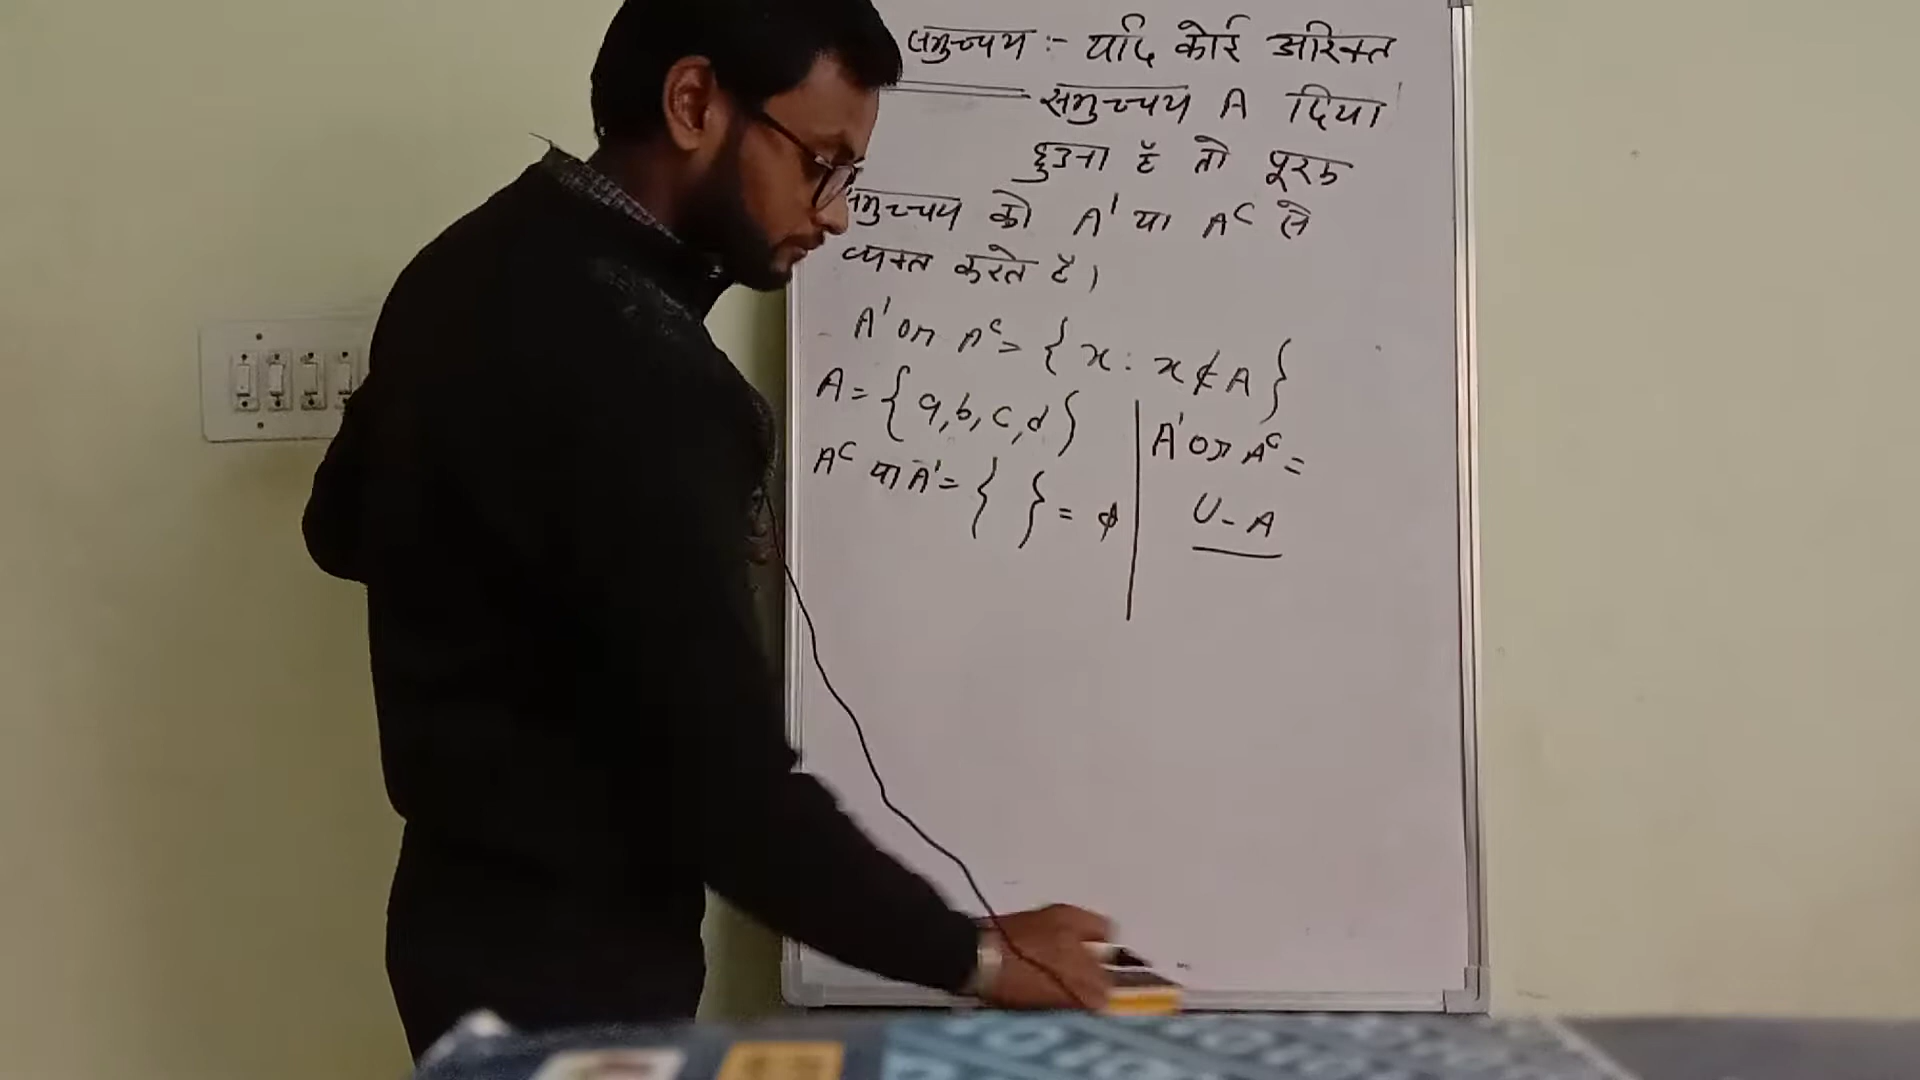 समुच्चय :- यदि कोई अरिक्त
समुच्चय A दिया
हुआ है तो पूरक
समुच्चय को A' या A^c से
व्यक्त करते है।
A' or A^c = { x : x ∉ A }
A = { a, b, c, d }
A^c या A' = { } = ϕ
A' or A^c =
U - A